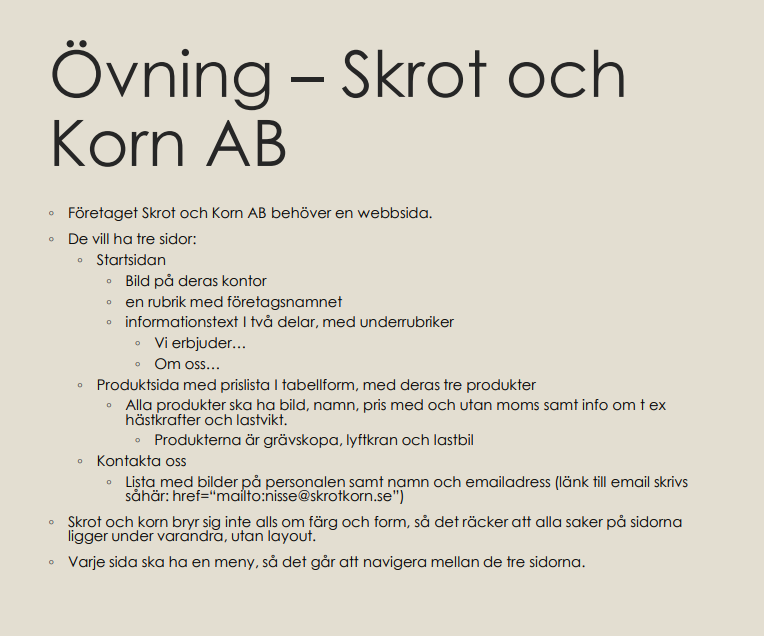 Övning – Skrot och
Korn AB
◦ Företaget Skrot och Korn AB behöver en webbsida.
◦ De vill ha tre sidor:
◦ Startsidan
◦ Bild på deras kontor
◦ en rubrik med företagsnamnet
◦ informationstext I två delar, med underrubriker
◦ Vi erbjuder…
◦ Om oss…
◦ Produktsida med prislista I tabellform, med deras tre produkter
◦ Alla produkter ska ha bild, namn, pris med och utan moms samt info om t ex
hästkrafter och lastvikt.
◦ Produkterna är grävskopa, lyftkran och lastbil
◦ Kontakta oss
◦ Lista med bilder på personalen samt namn och emailadress (länk till email skrivs
såhär: href=“mailto:nisse@skrotkorn.se”)
◦ Skrot och korn bryr sig inte alls om färg och form, så det räcker att alla saker på sidorna
ligger under varandra, utan layout.
◦ Varje sida ska ha en meny, så det går att navigera mellan de tre sidorna.